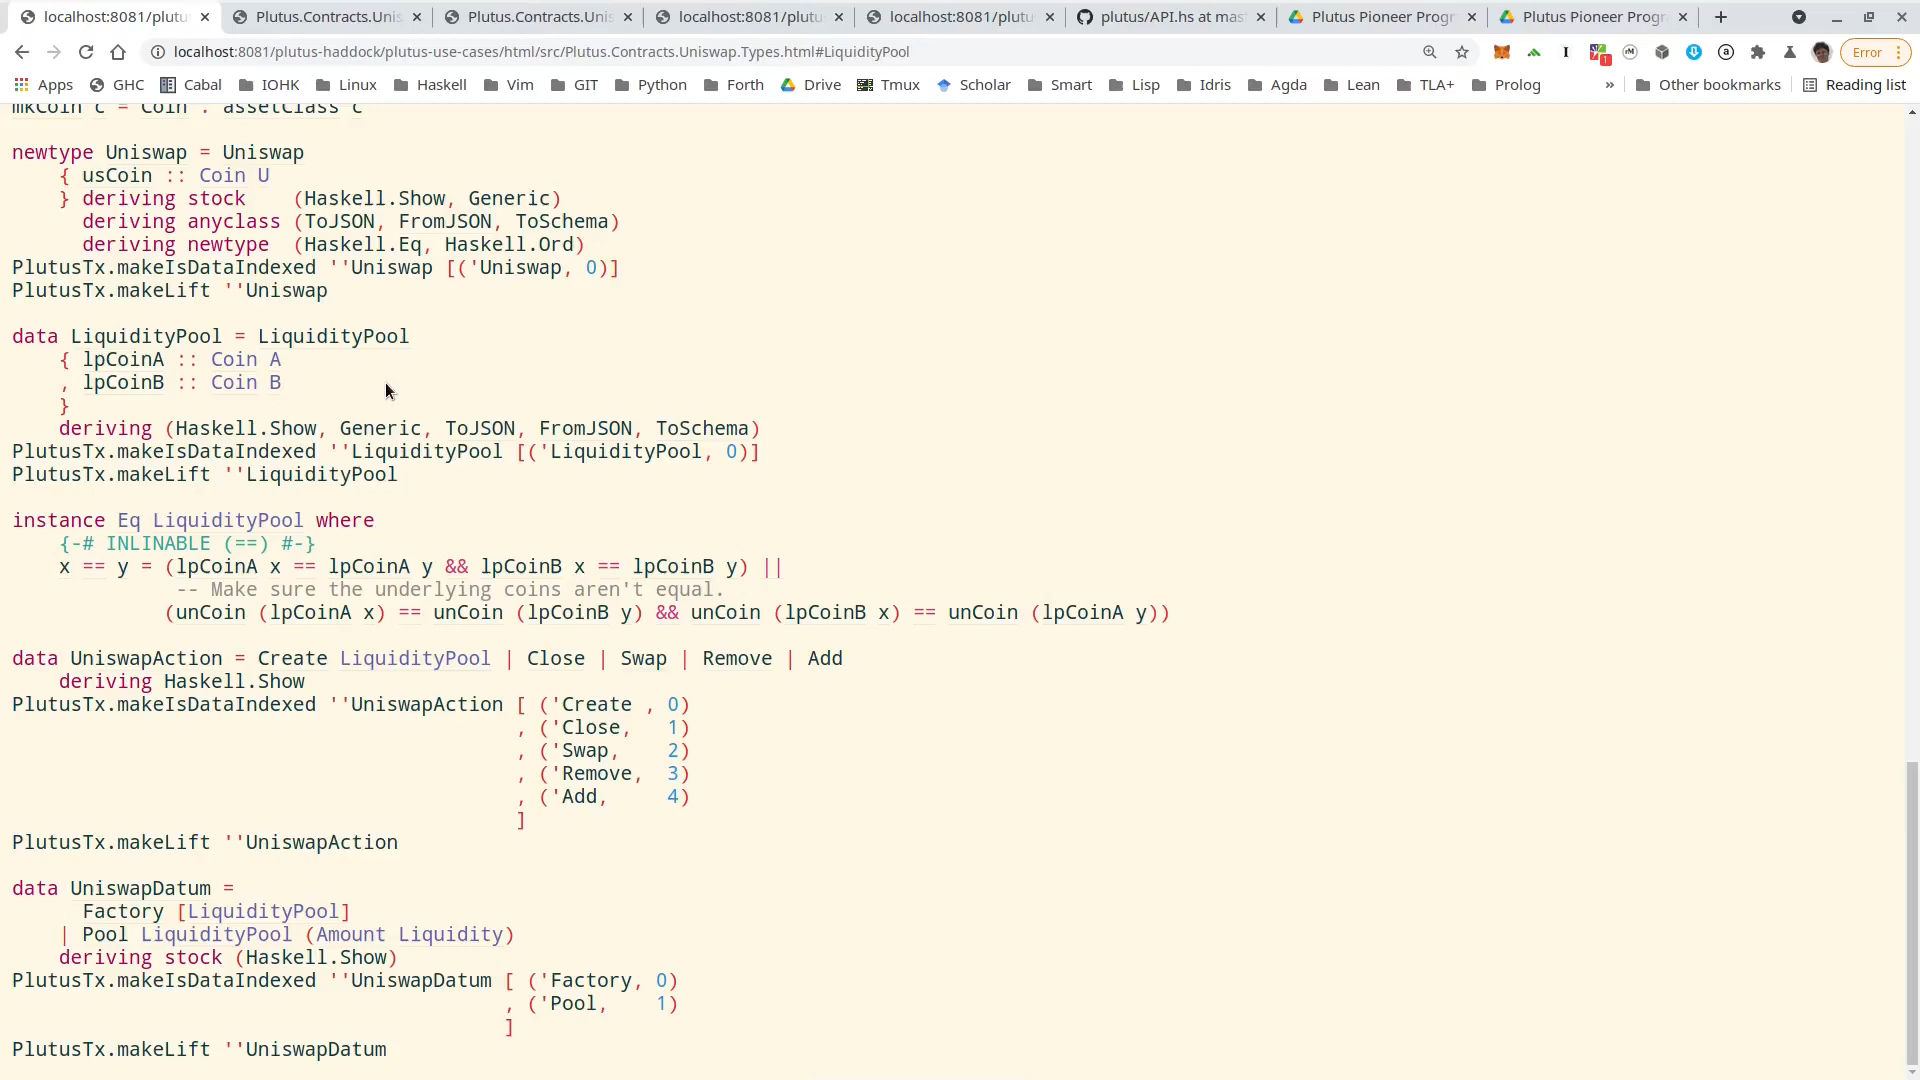 localhost:8081/plutu
Plutus.Contracts.Unis
Plutus.Contracts.Unis
localhost:8081/plutu
localhost:8081/plutu
plutus/API.hs at mas
Plutus Pioneer Progr
Plutus Pioneer Progra
localhost:8081/plutus-haddock/plutus-use-cases/html/src/Plutus.Contracts.Uniswap.Types.html#LiquidityPool
Error
Apps GHC Cabal IOHK Linux Haskell Vim GIT Python Forth Drive Tmux Scholar Smart Lisp Idris Agda Lean TLA+ Prolog » Other bookmarks Reading list
mkCoin c = Coin . assetClass c
newtype Uniswap = Uniswap
    { usCoin :: Coin U
    } deriving stock    (Haskell.Show, Generic)
      deriving anyclass (ToJSON, FromJSON, ToSchema)
      deriving newtype  (Haskell.Eq, Haskell.Ord)
PlutusTx.makeIsDataIndexed ''Uniswap [('Uniswap, 0)]
PlutusTx.makeLift ''Uniswap
data LiquidityPool = LiquidityPool
    { lpCoinA :: Coin A
    , lpCoinB :: Coin B
    }
    deriving (Haskell.Show, Generic, ToJSON, FromJSON, ToSchema)
PlutusTx.makeIsDataIndexed ''LiquidityPool [('LiquidityPool, 0)]
PlutusTx.makeLift ''LiquidityPool
instance Eq LiquidityPool where
    {-# INLINABLE (==) #-}
    x == y = (lpCoinA x == lpCoinA y && lpCoinB x == lpCoinB y) ||
              -- Make sure the underlying coins aren't equal.
             (unCoin (lpCoinA x) == unCoin (lpCoinB y) && unCoin (lpCoinB x) == unCoin (lpCoinA y))
data UniswapAction = Create LiquidityPool | Close | Swap | Remove | Add
    deriving Haskell.Show
PlutusTx.makeIsDataIndexed ''UniswapAction [ ('Create , 0)
                                           , ('Close,   1)
                                           , ('Swap,    2)
                                           , ('Remove,  3)
                                           , ('Add,     4)
                                           ]
PlutusTx.makeLift ''UniswapAction
data UniswapDatum =
      Factory [LiquidityPool]
    | Pool LiquidityPool (Amount Liquidity)
    deriving stock (Haskell.Show)
PlutusTx.makeIsDataIndexed ''UniswapDatum [ ('Factory, 0)
                                          , ('Pool,    1)
                                          ]
PlutusTx.makeLift ''UniswapDatum